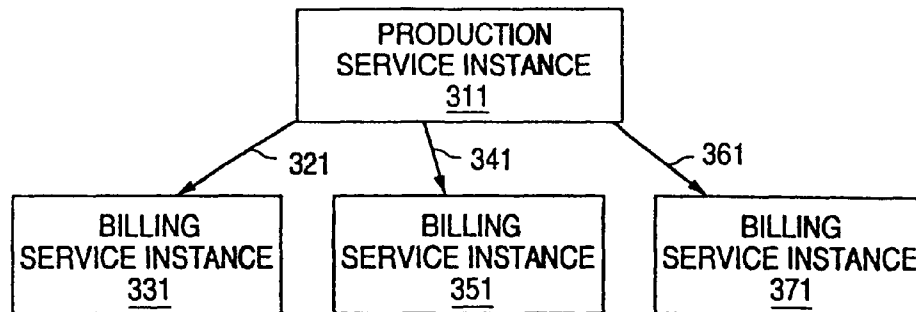 PRODUCTION
SERVICE INSTANCE
311
321
341
361
BILLING
SERVICE INSTANCE
331
BILLING
SERVICE INSTANCE
351
BILLING
SERVICE INSTANCE
371